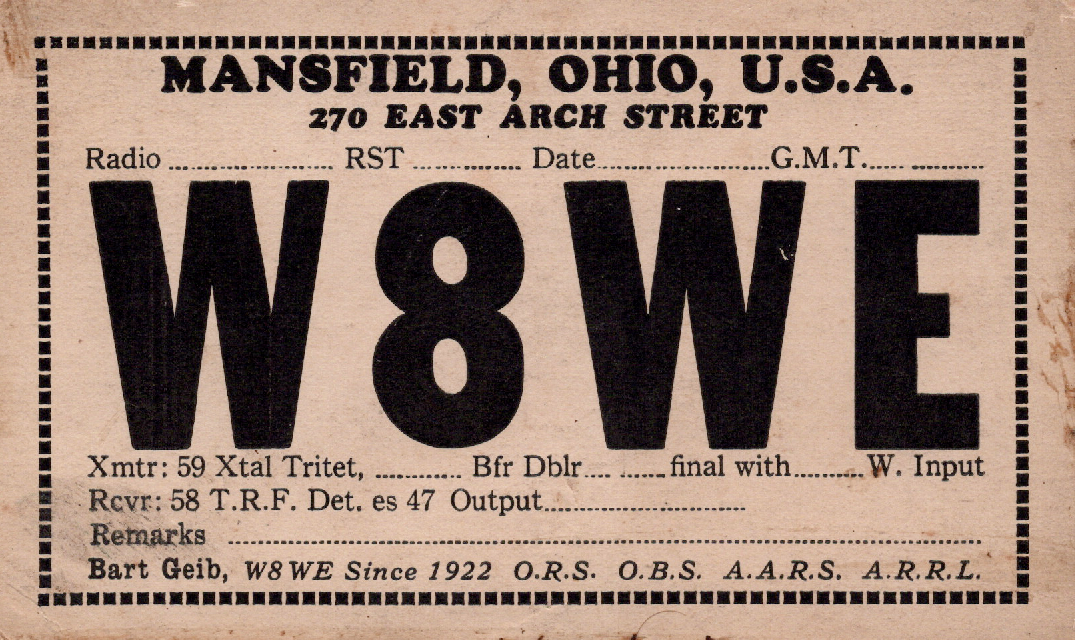 MANSFIELD, OHIO, U.S.A.
270 EAST ARCH STREET
Radio .................... RST .............. Date......................G.M.T..... .........
W8WE
Xmtr: 59 Xtal Tritet, ........... Bfr Dblr.... ......final with.........W. Input
Rcvr: 58 T.R.F. Det. es 47 Output..........................
Remarks ................................................................................
Bart Geib, W8WE Since 1922 O.R.S. O.B.S. A.A.R.S. A.R.R.L.